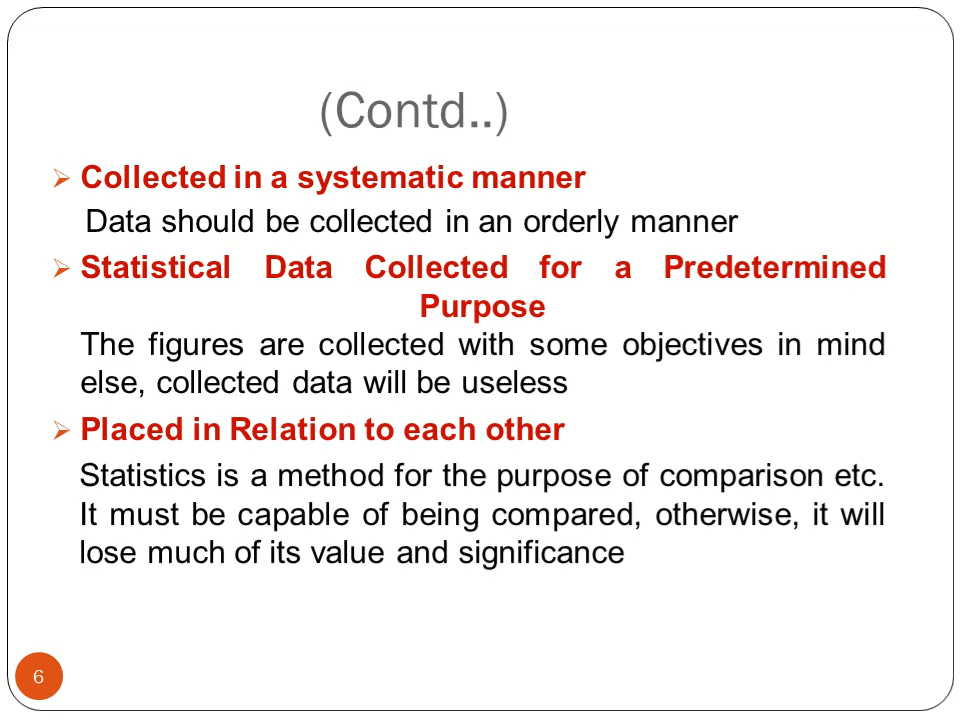 (Contd..)
Collected in a systematic manner
Data should be collected in an orderly manner
Statistical Data Collected for a Predetermined
Purpose
The figures are collected with some objectives in mind
else, collected data will be useless
Placed in Relation to each other
Statistics is a method for the purpose of comparison etc.
It must be capable of being compared, otherwise, it will
lose much of its value and significance
6